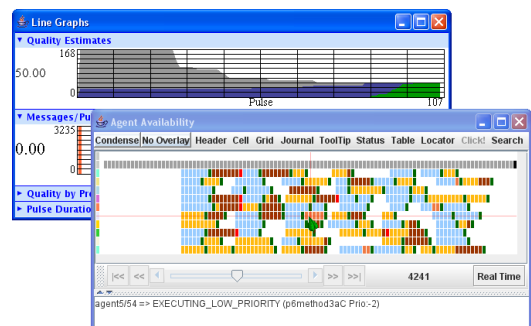 Line Graphs
Quality Estimates
168
50.00
0
Pulse
107
Messages/Pu
3235
0.00
0
Quality by Pr
Pulse Duratio
Agent Availability
Condense No Overlay Header Cell Grid Journal ToolTip Status Table Locator Click! Search
|<< << >> >>| 4241 Real Time
agent5/54 => EXECUTING_LOW_PRIORITY (p6method3aC Prio:-2)